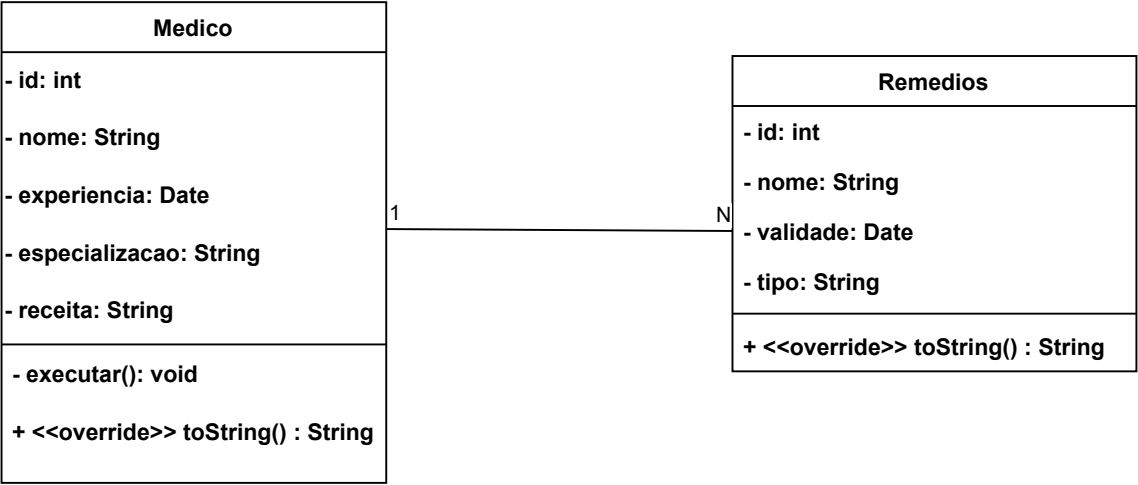 Medico
- id: int
- nome: String
- experiencia: Date
- especializacao: String
- receita: String
- executar(): void
+ <<override>> toString() : String
1
N
Remedios
- id: int
- nome: String
- validade: Date
- tipo: String
+ <<override>> toString() : String